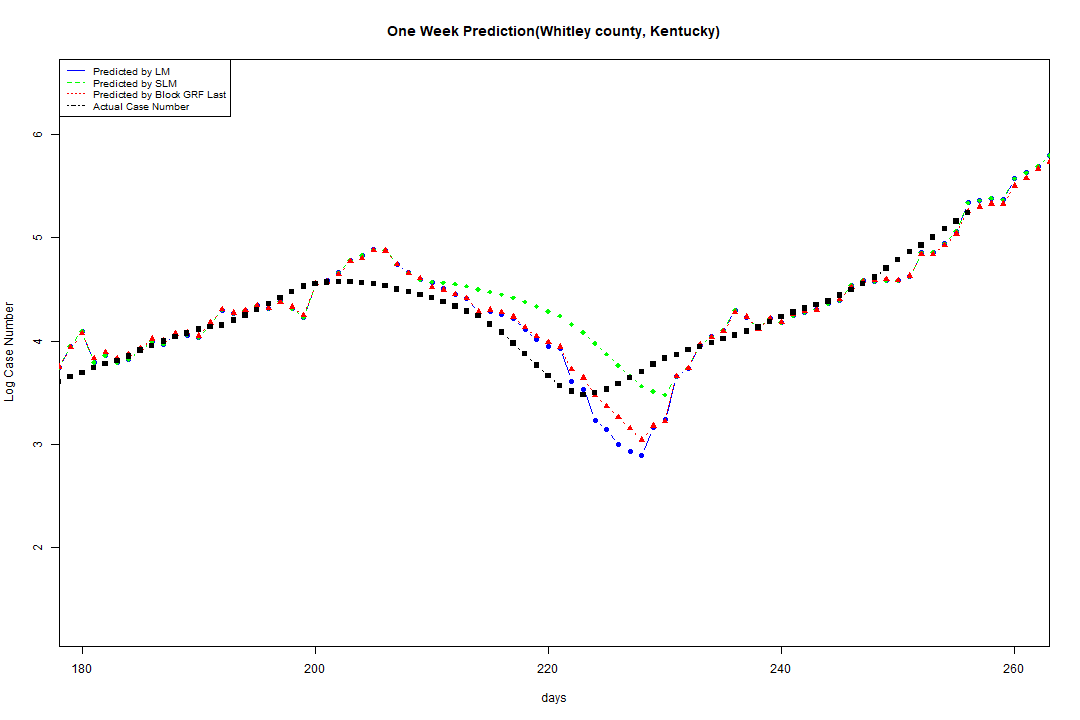 One Week Prediction(Whitley county, Kentucky)
Predicted by LM
Predicted by SLM
Predicted by Block GRF Last
Actual Case Number
6
5
4
3
2
Log Case Number
180 200 220 240 260
days